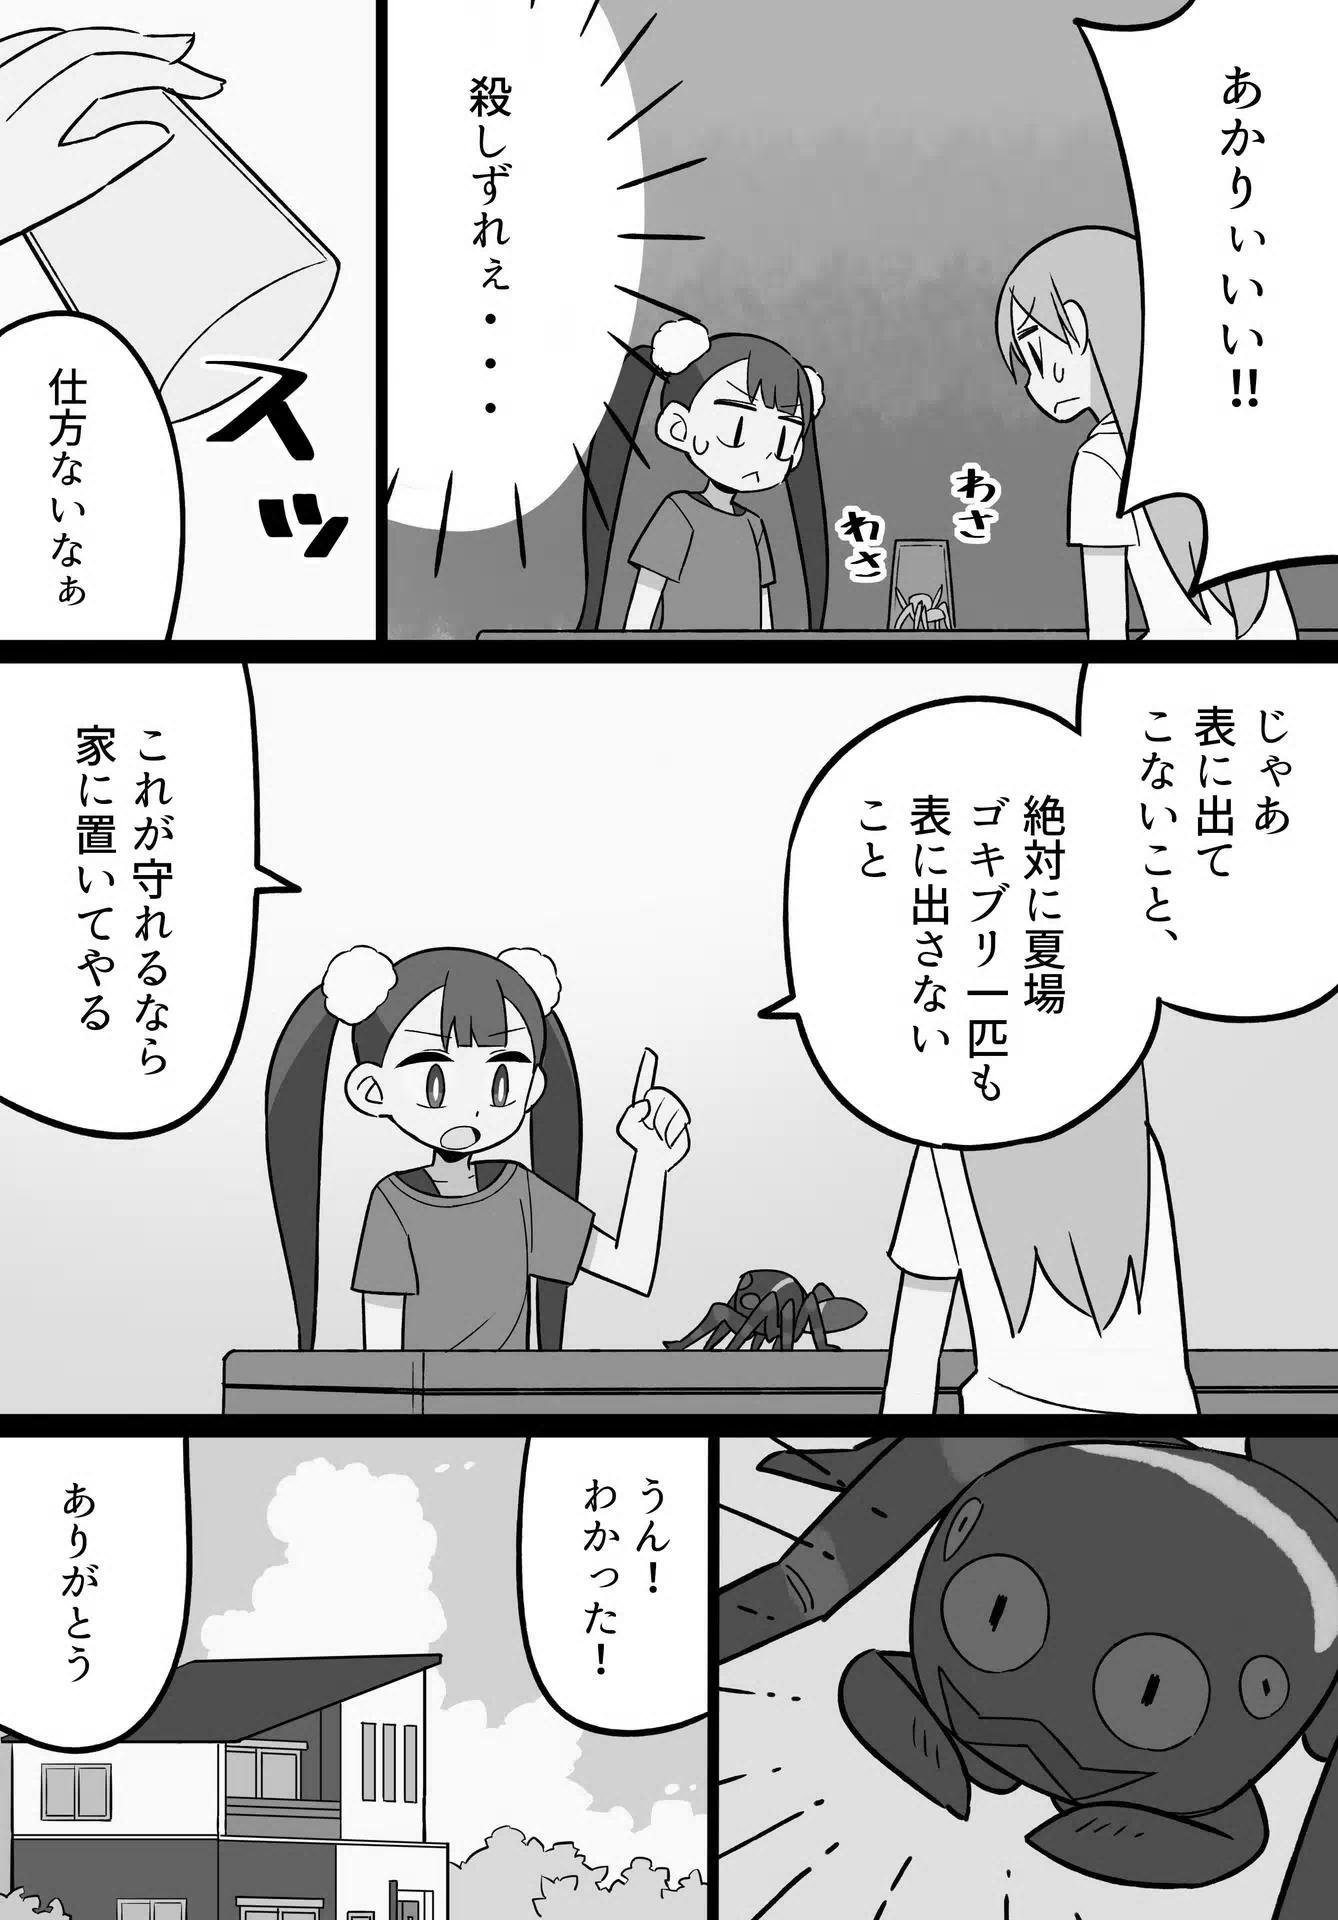 あかりぃいい!!
わさ
わさ
殺しずれぇ・・・
スッ
仕方ないなぁ
じゃあ
表に出て
こないこと、
絶対に夏場
ゴキブリ一匹も
表に出さない
こと
これが守れるなら
家に置いてやる
うん！
わかった！
ありがとう